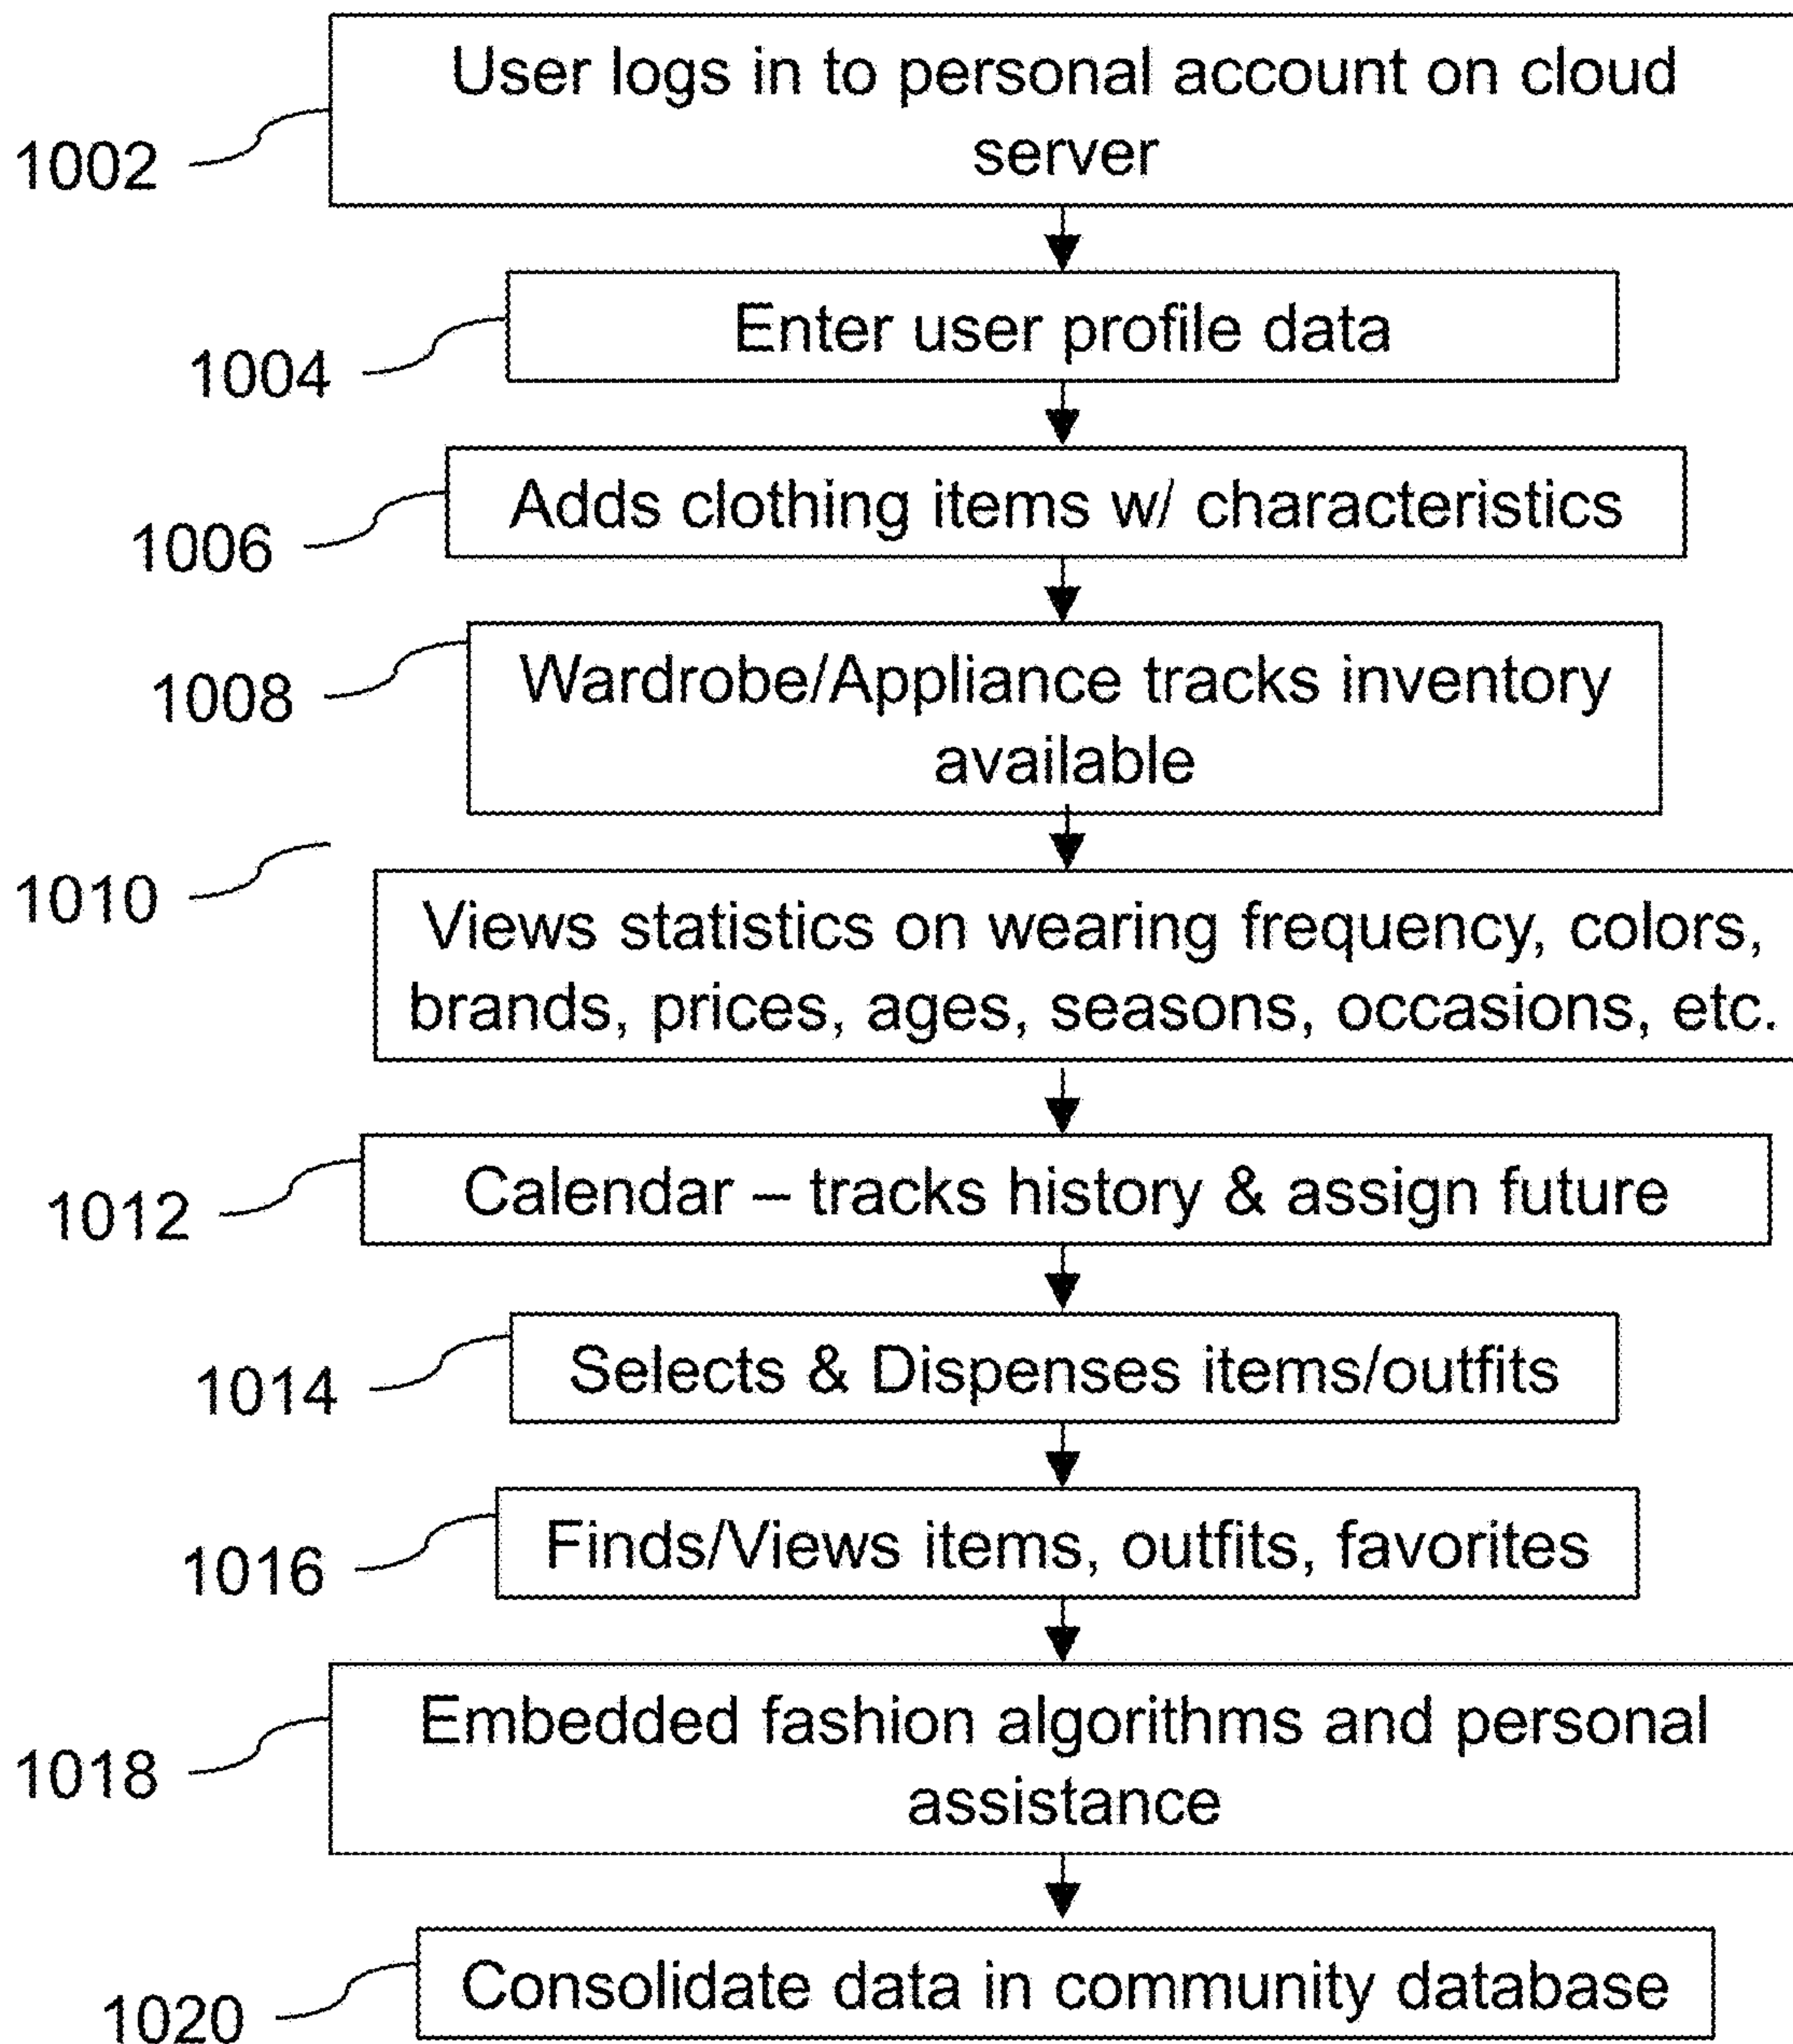 User logs in to personal account on cloud
server
1002
Enter user profile data
1004
Adds clothing items w/ characteristics
1006
Wardrobe/Appliance tracks inventory
available
1008
1010
Views statistics on wearing frequency, colors,
brands, prices, ages, seasons, occasions, etc.
Calendar – tracks history & assign future
1012
Selects & Dispenses items/outfits
1014
Finds/Views items, outfits, favorites
1016
Embedded fashion algorithms and personal
assistance
1018
Consolidate data in community database
1020